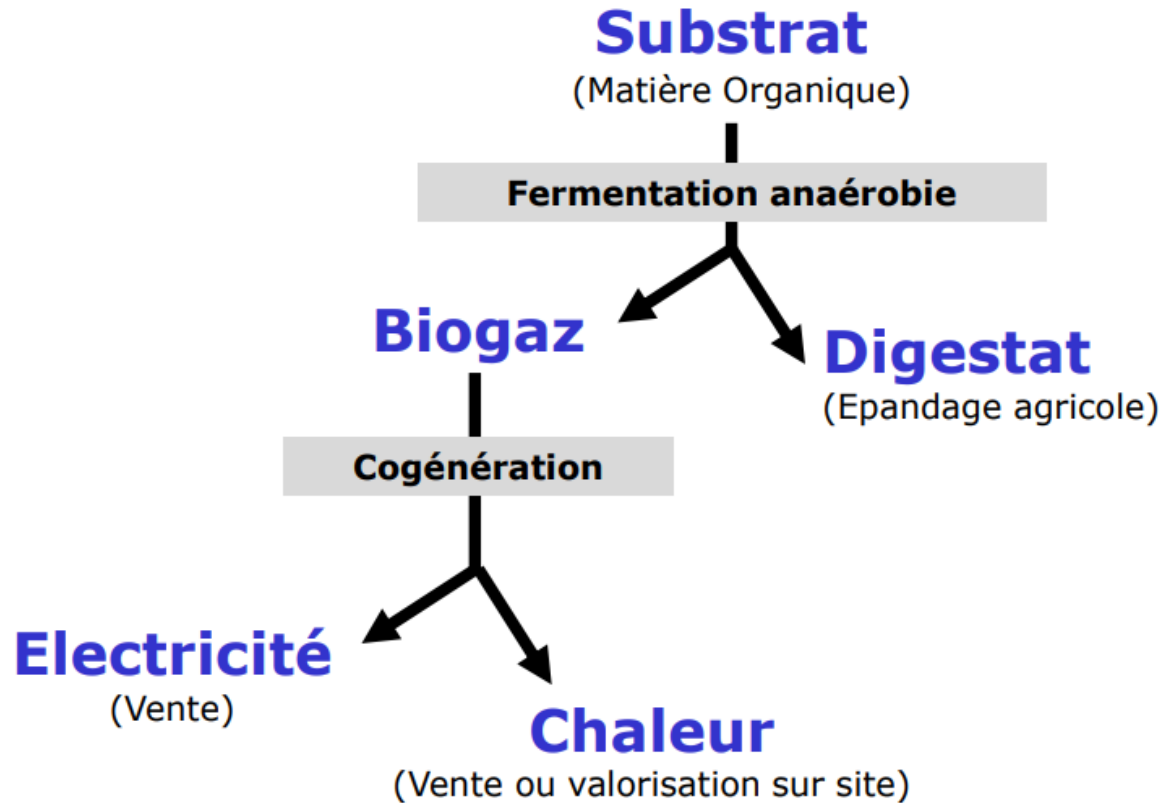 Substrat
(Matière Organique)
Fermentation anaérobie
Biogaz
Digestat
(Epandage agricole)
Cogénération
Electricité
(Vente)
Chaleur
(Vente ou valorisation sur site)